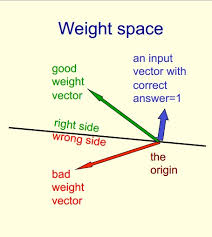 Weight space
good
weight
vector
an input
vector with
correct
answer=1
right side
wrong side
the
origin
bad
weight
vector